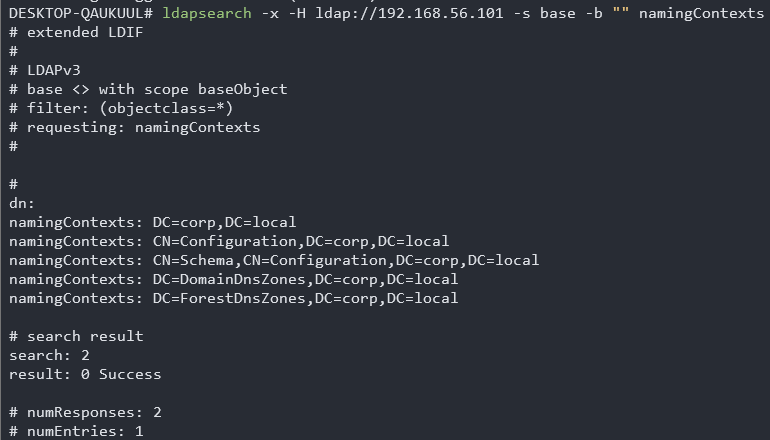 DESKTOP-QAUKUUL# ldapsearch -x -H ldap://192.168.56.101 -s base -b "" namingContexts
# extended LDIF
#
# LDAPv3
# base <> with scope baseObject
# filter: (objectclass=*)
# requesting: namingContexts
#
#
dn:
namingContexts: DC=corp,DC=local
namingContexts: CN=Configuration,DC=corp,DC=local
namingContexts: CN=Schema,CN=Configuration,DC=corp,DC=local
namingContexts: DC=DomainDnsZones,DC=corp,DC=local
namingContexts: DC=ForestDnsZones,DC=corp,DC=local
# search result
search: 2
result: 0 Success
# numResponses: 2
# numEntries: 1